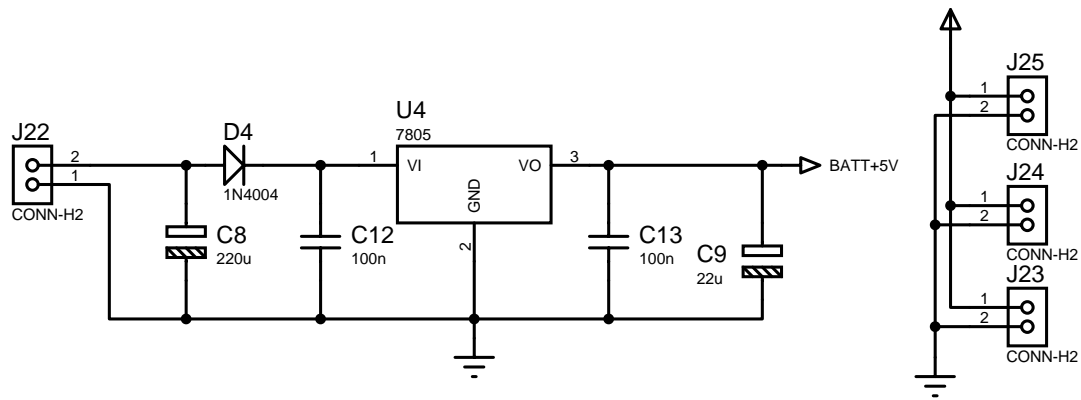 J22
2
1
CONN-H2
D4
1N4004
C8
220u
C12
100n
U4
7805
1
VI
VO
3
GND
2
C13
100n
C9
22u
BATT+5V
J25
1
2
CONN-H2
J24
1
2
CONN-H2
J23
1
2
CONN-H2